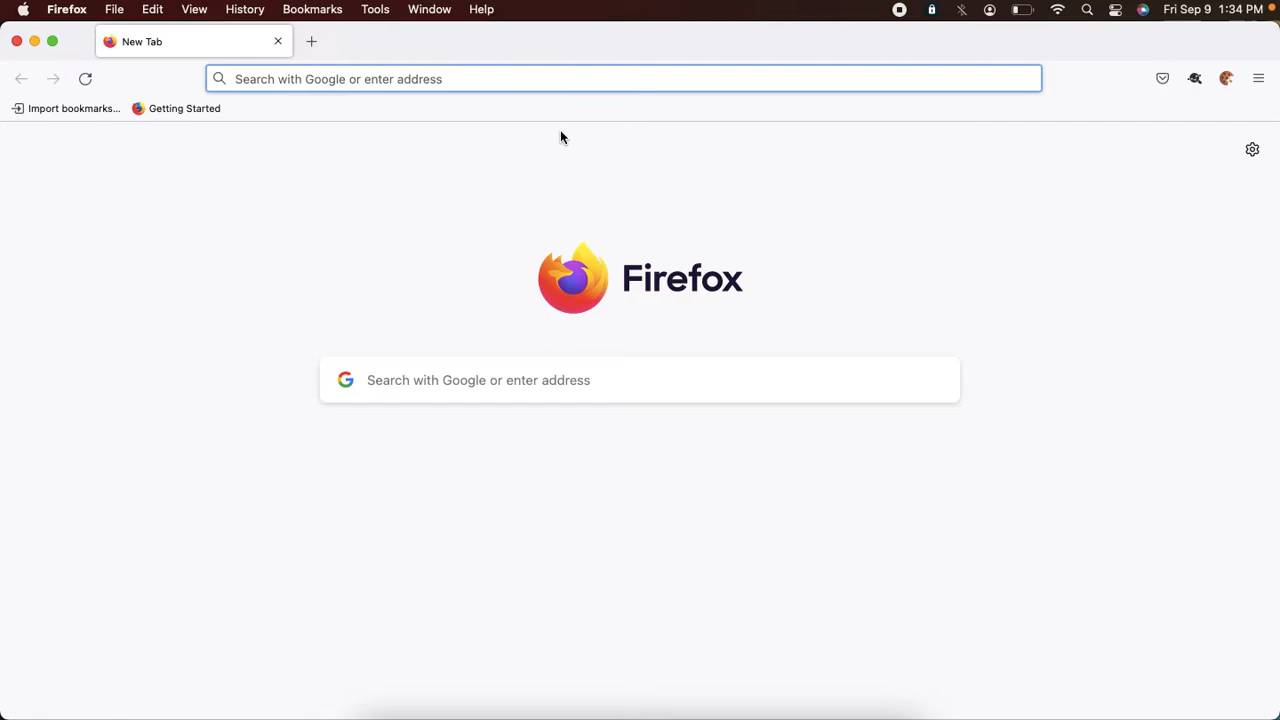 Firefox File Edit View History Bookmarks Tools Window Help Fri Sep 9 1:34 PM
New Tab
Search with Google or enter address
Import bookmarks... Getting Started
Firefox
Search with Google or enter address